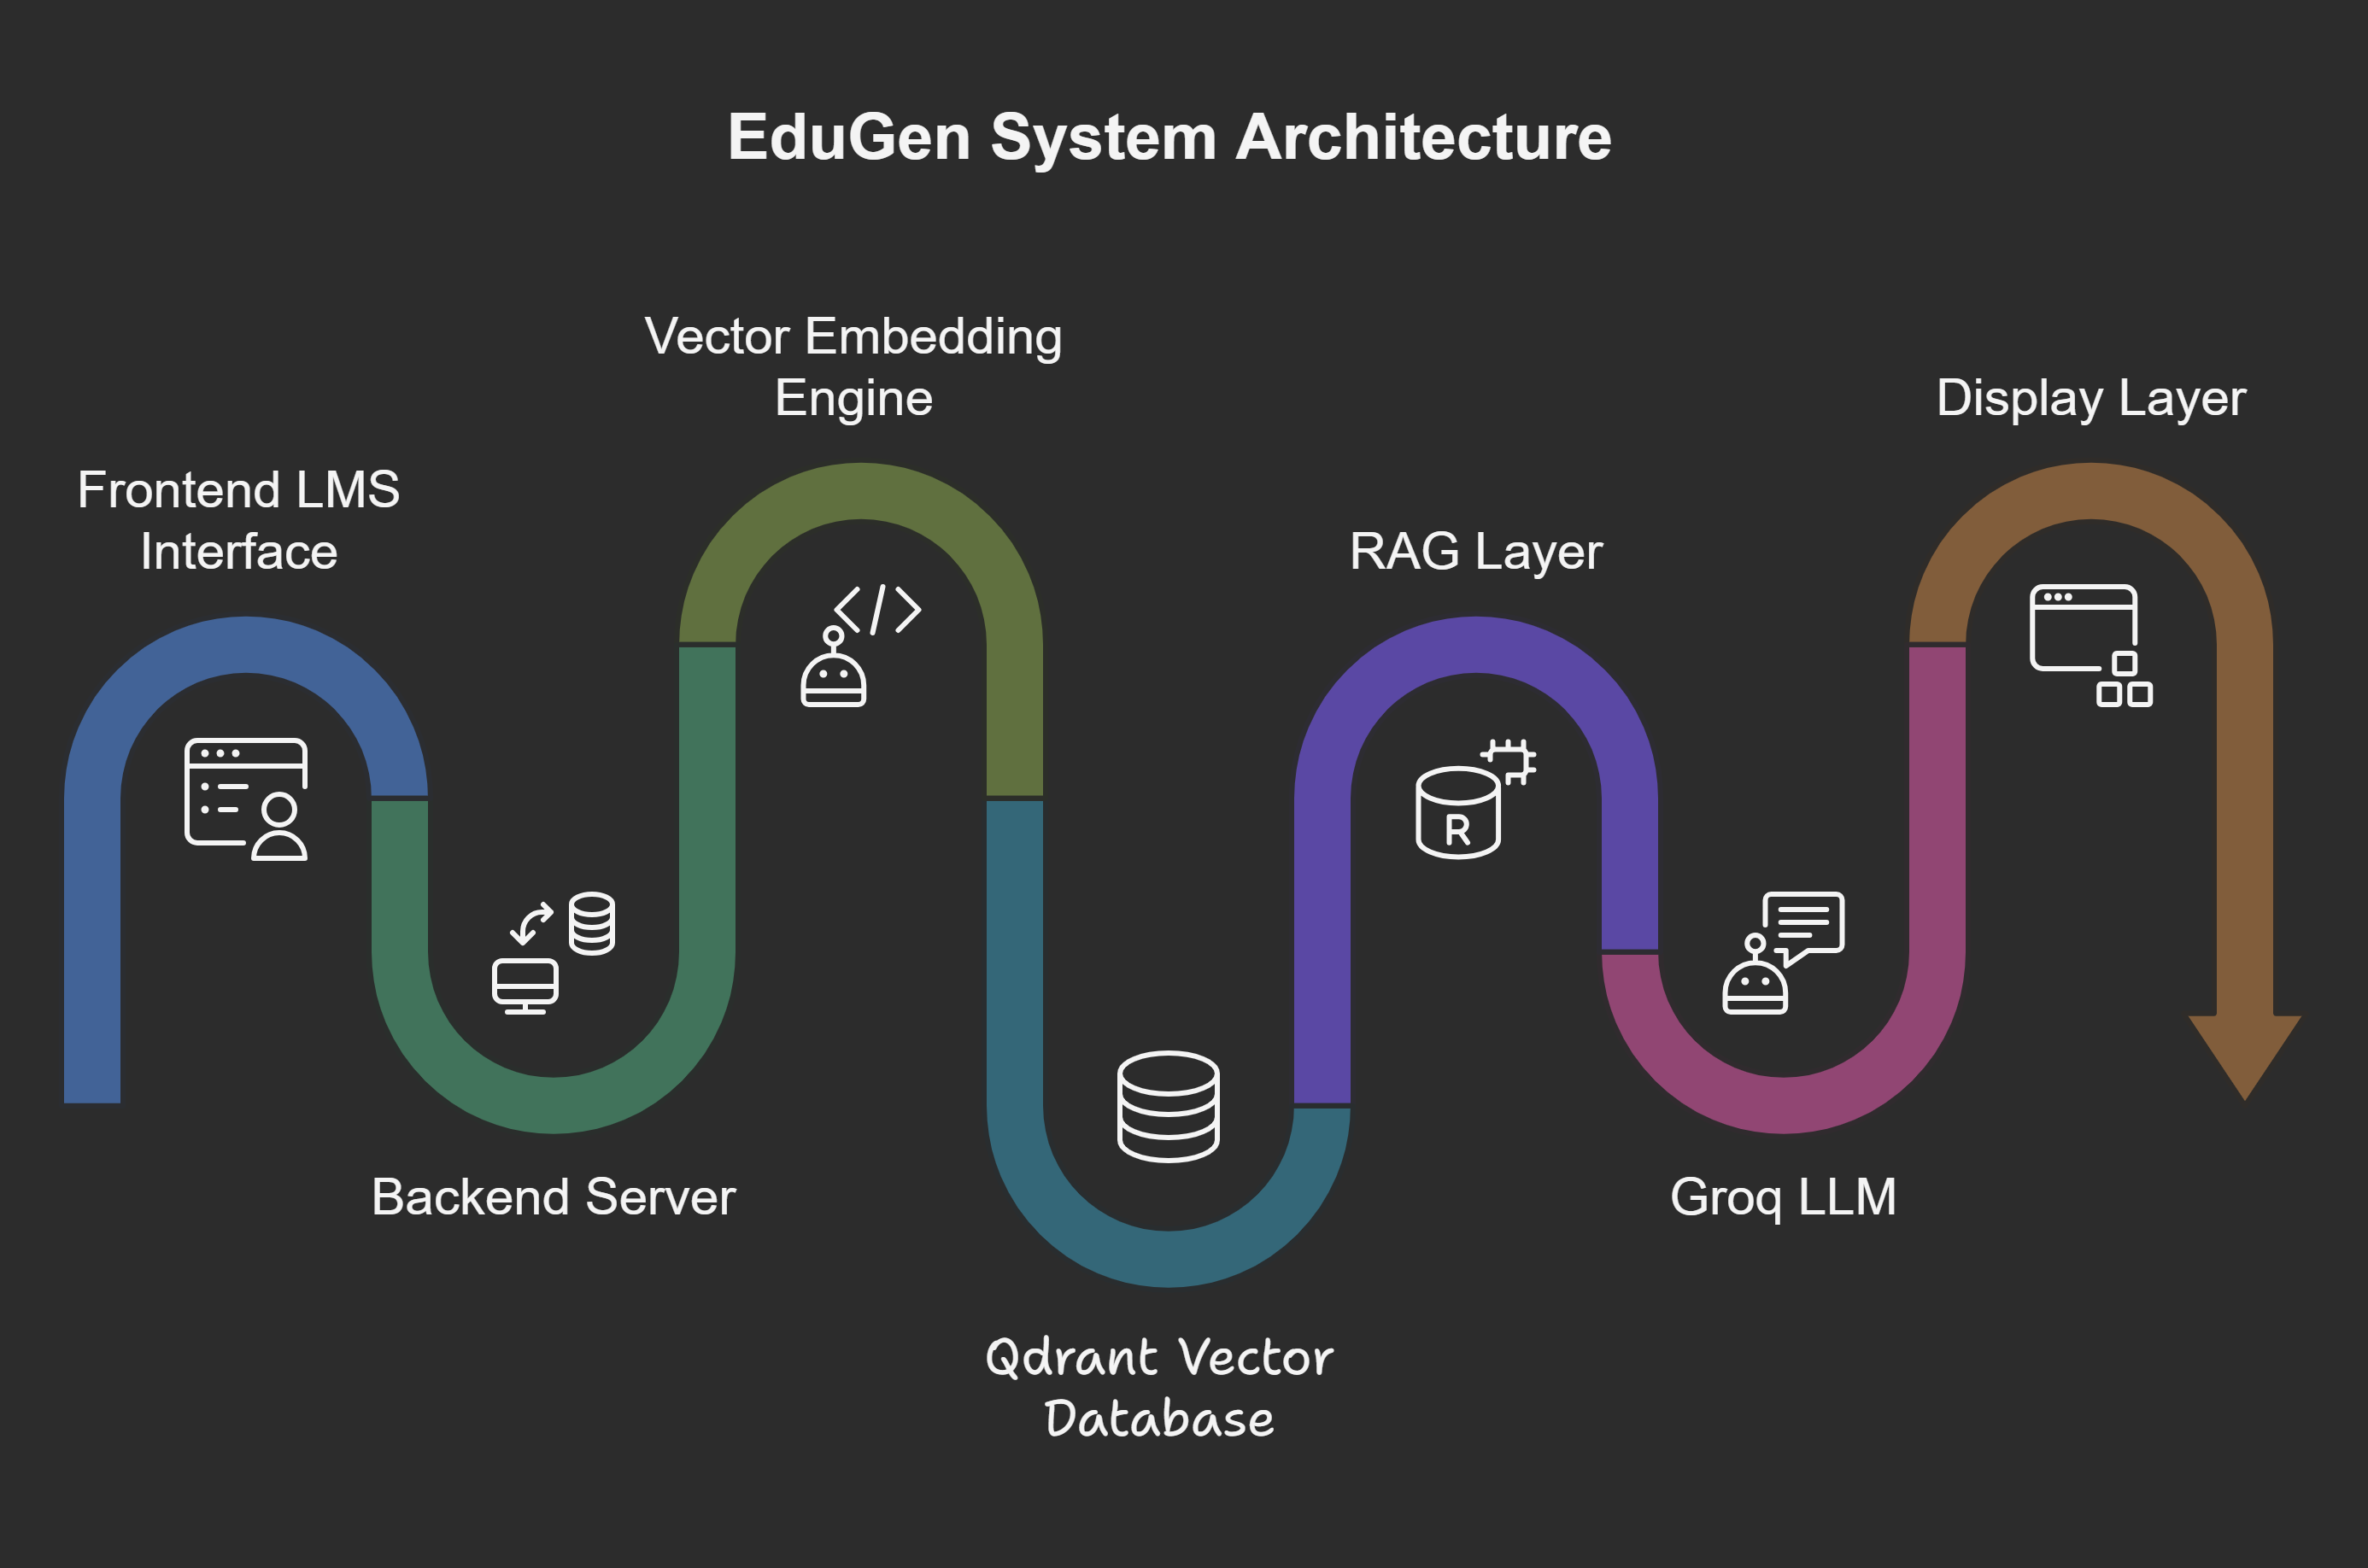 EduGen System Architecture
Frontend LMS
Interface
Backend Server
Vector Embedding
Engine
Qdrant Vector
Database
RAG Layer
R
Groq LLM
Display Layer